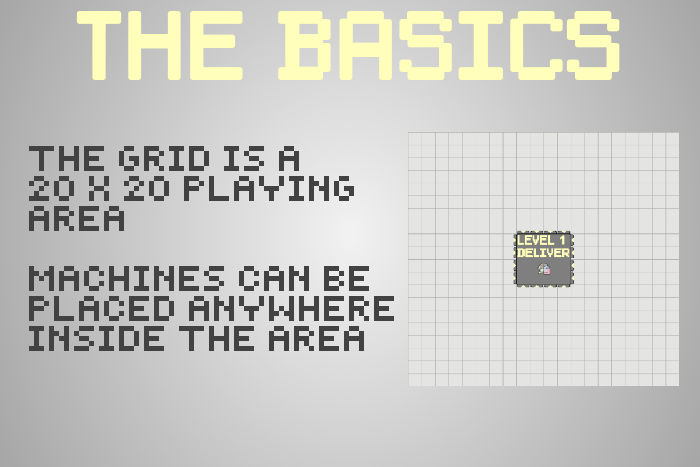 THE BASICS
THE GRID IS A
20 X 20 PLAYING
AREA
MACHINES CAN BE
PLACED ANYWHERE
INSIDE THE AREA
LEVEL 1
DELIVER